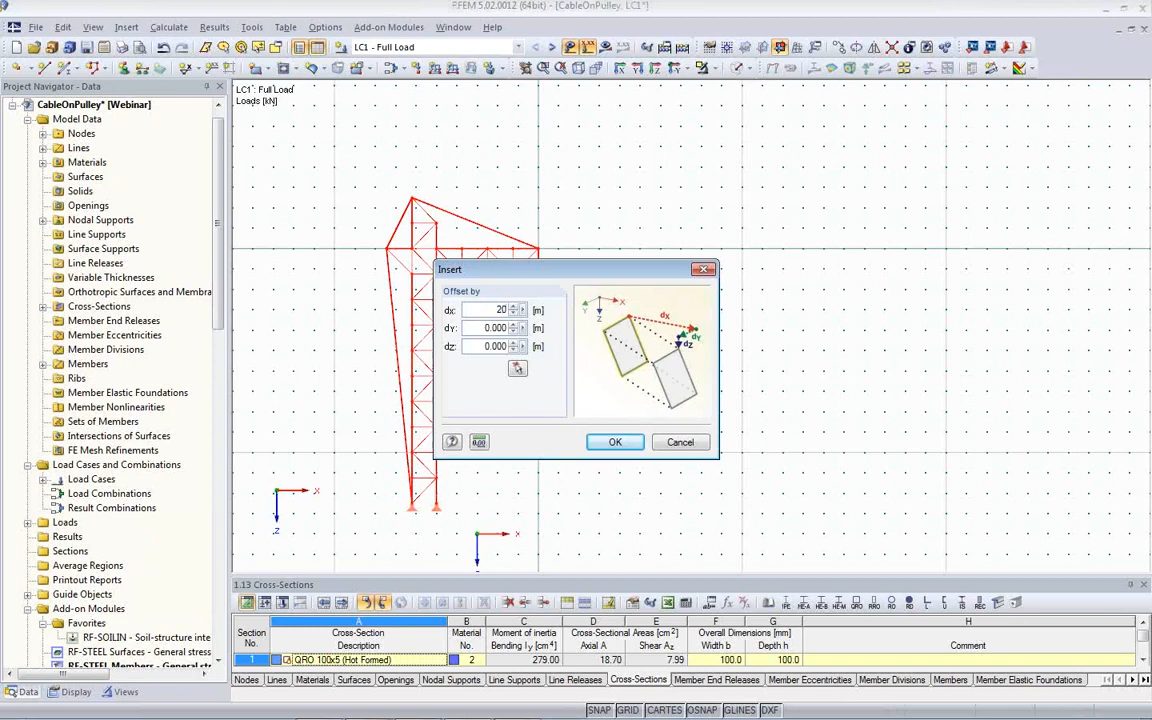 RFEM 5.02.0012 (64bit) - [CableOnPulley, LC1*]
File Edit View Insert Calculate Results Tools Table Options Add-on Modules Window Help
LC1 - Full Load
Project Navigator - Data
CableOnPulley* [Webinar]
Model Data
Nodes
Lines
Materials
Surfaces
Solids
Openings
Nodal Supports
Line Supports
Surface Supports
Line Releases
Variable Thicknesses
Orthotropic Surfaces and Membra
Cross-Sections
Member End Releases
Member Eccentricities
Member Divisions
Members
Ribs
Member Elastic Foundations
Member Nonlinearities
Sets of Members
Intersections of Surfaces
FE Mesh Refinements
Load Cases and Combinations
Load Cases
Load Combinations
Result Combinations
Loads
Results
Sections
Average Regions
Printout Reports
Guide Objects
Add-on Modules
Favorites
RF-SOILIN - Soil-structure inte
RF-STEEL Surfaces - General stress
RF-STEEL Members - General stre
Data Display Views
LC1: Full Load
Loads [kN]
X
Z
X
Insert
Offset by
dX: 20 [m]
dY: 0.000 [m]
dZ: 0.000 [m]
X
Y
Z
dX
dY
dZ
OK Cancel
1.13 Cross-Sections
A B C D E F G H
Section Cross-Section Material Moment of inertia Cross-Sectional Areas [cm²] Overall Dimensions [mm]
No. Description No. Bending Iy [cm⁴] Axial A Shear Az Width b Depth h Comment
1 QRO 100x5 (Hot Formed) 2 279.00 18.70 7.99 100.0 100.0
Nodes Lines Materials Surfaces Openings Nodal Supports Line Supports Line Releases Cross-Sections Member End Releases Member Eccentricities Member Divisions Members Member Elastic Foundations
SNAP GRID CARTES OSNAP GLINES DXF